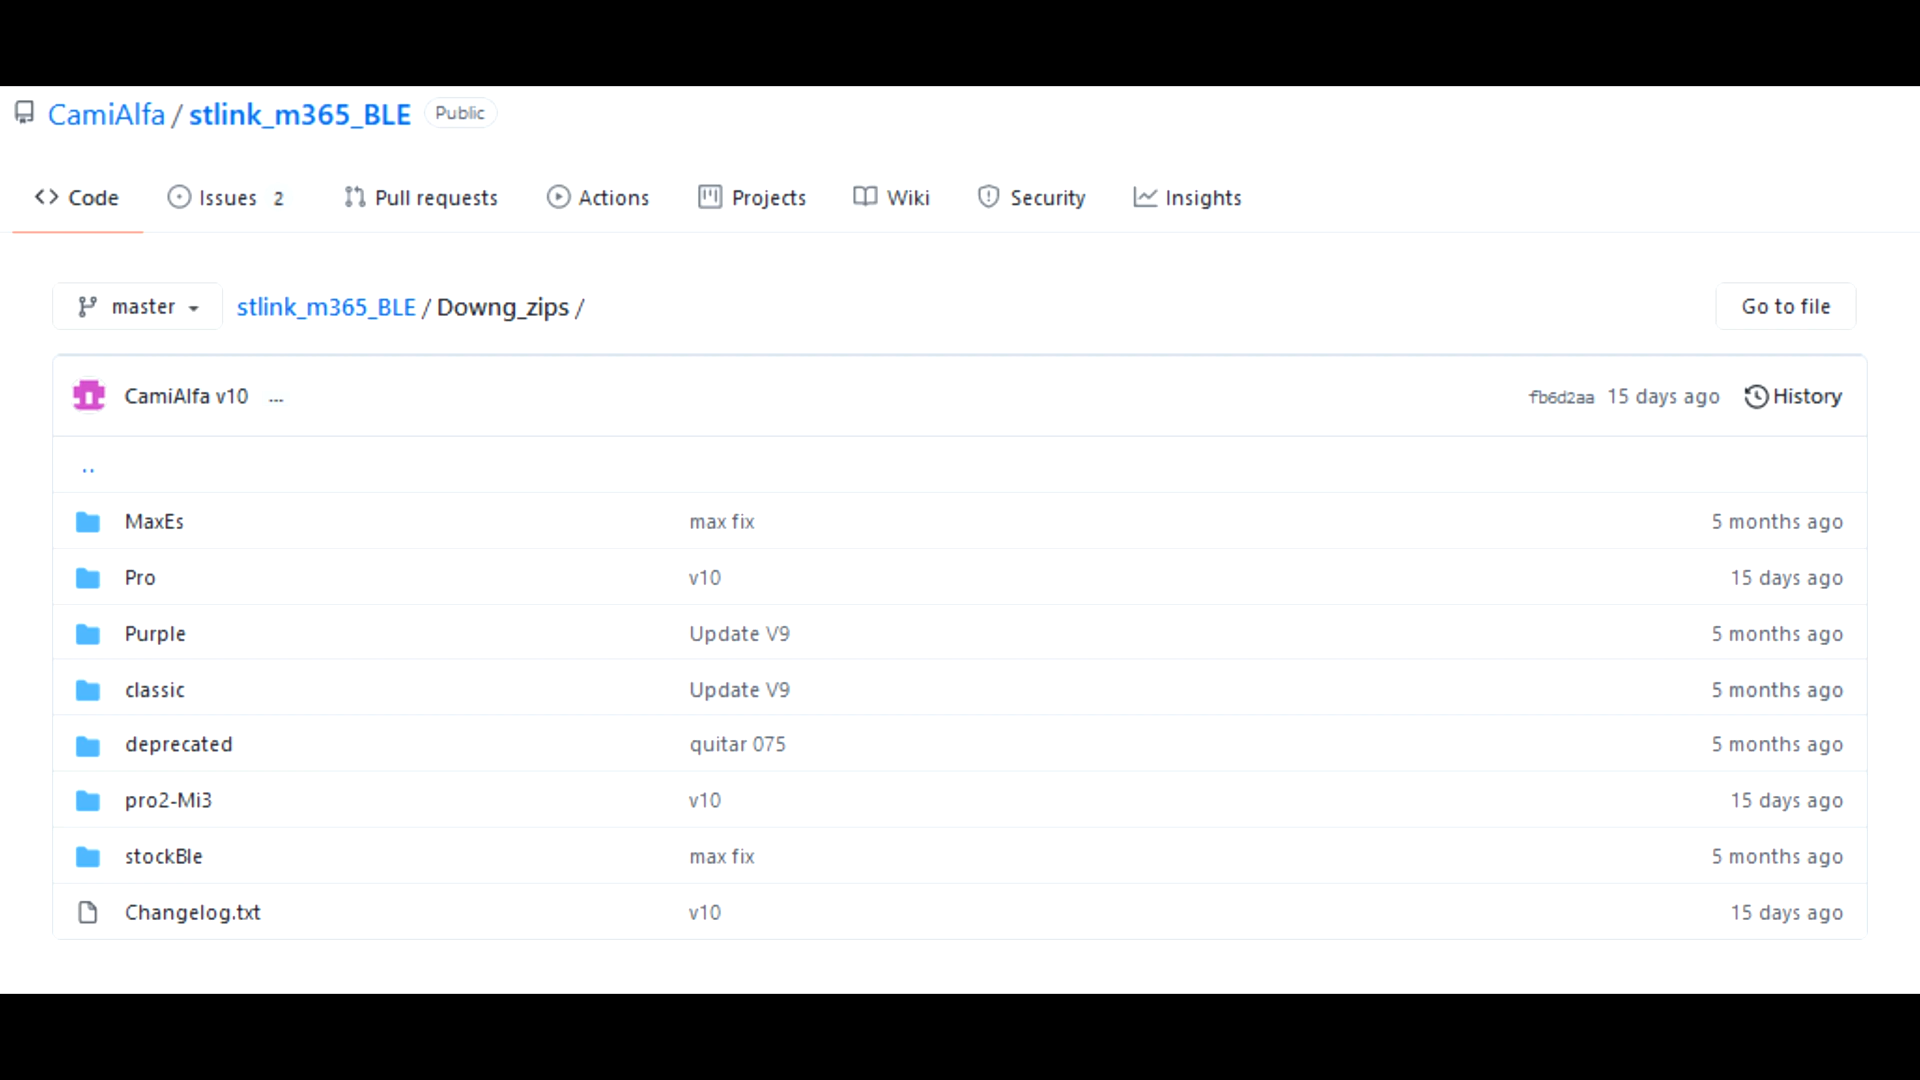 CamiAlfa / stlink_m365_BLE Public
Code Issues 2 Pull requests Actions Projects Wiki Security Insights
master stlink_m365_BLE / Downg_zips / Go to file
CamiAlfa v10 ... fb6d2aa 15 days ago History
..
MaxEs max fix 5 months ago
Pro v10 15 days ago
Purple Update V9 5 months ago
classic Update V9 5 months ago
deprecated quitar 075 5 months ago
pro2-Mi3 v10 15 days ago
stockBle max fix 5 months ago
Changelog.txt v10 15 days ago